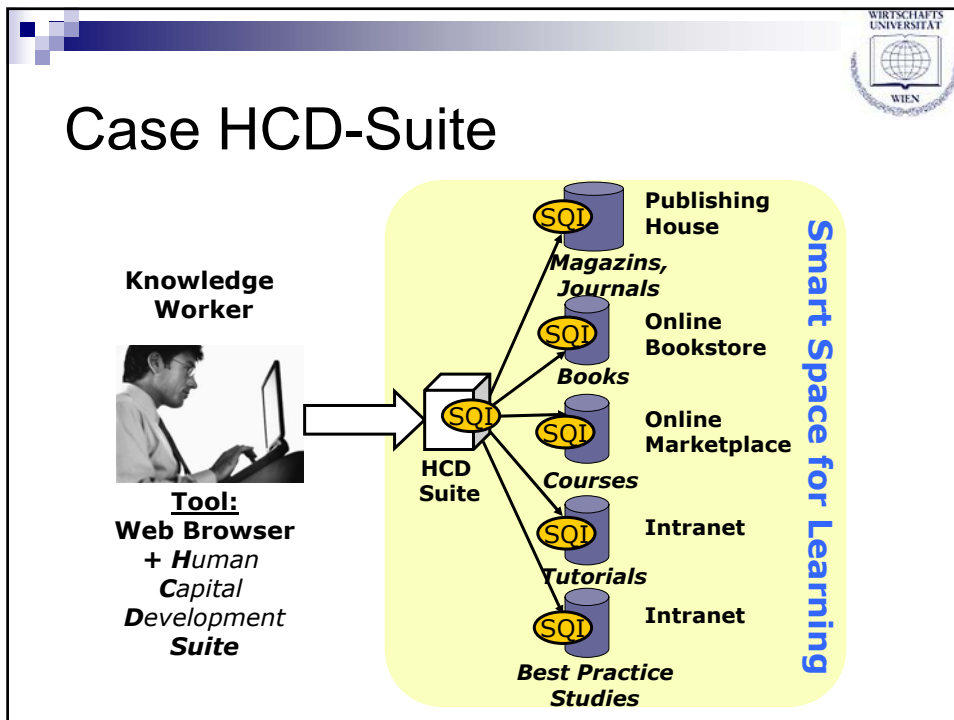 WIRTSCHAFTS
UNIVERSITÄT
WIEN
Case HCD-Suite
Knowledge
Worker
Tool:
Web Browser
+ Human
Capital
Development
Suite
SQI
HCD
Suite
SQI
Publishing
House
Magazins,
Journals
SQI
Online
Bookstore
Books
SQI
Online
Marketplace
Courses
SQI
Intranet
Tutorials
SQI
Intranet
Best Practice
Studies
Smart Space for Learning